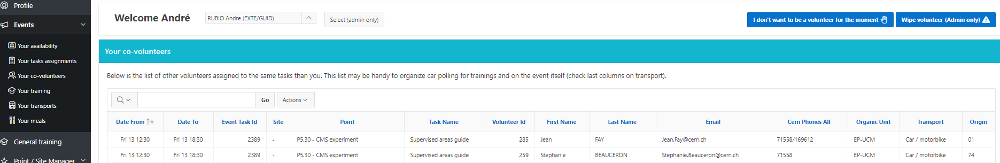 Profile
Events
Your availability
Your tasks assignments
Your co-volunteers
Your training
Your transports
Your meals
General training
Point / Site Manager
Welcome André
RUBIO Andre (EXTE/GUID)
Select (admin only)
I don't want to be a volunteer for the moment
Wipe volunteer (Admin only)
Your co-volunteers
Below is the list of other volunteers assigned to the same tasks than you. This list may be handy to organize car polling for trainings and on the event itself (check last columns on transport).
Go
Actions
Date From Date To Event Task Id Site Point Task Name Volunteer Id First Name Last Name Email Cern Phones All Organic Unit Transport Origin
Fri 13 12:30 Fri 13 18:30 2389 - P5.30 - CMS experiment Supervised areas guide 285 Jean FAY Jean.Fay@cern.ch 71558/169612 EP-UCM Car / motorbike 01
Fri 13 12:30 Fri 13 18:30 2389 - P5.30 - CMS experiment Supervised areas guide 259 Stephanie BEAUCERON Stephanie.Beauceron@cern.ch 71558 EP-UCM Car / motorbike 74